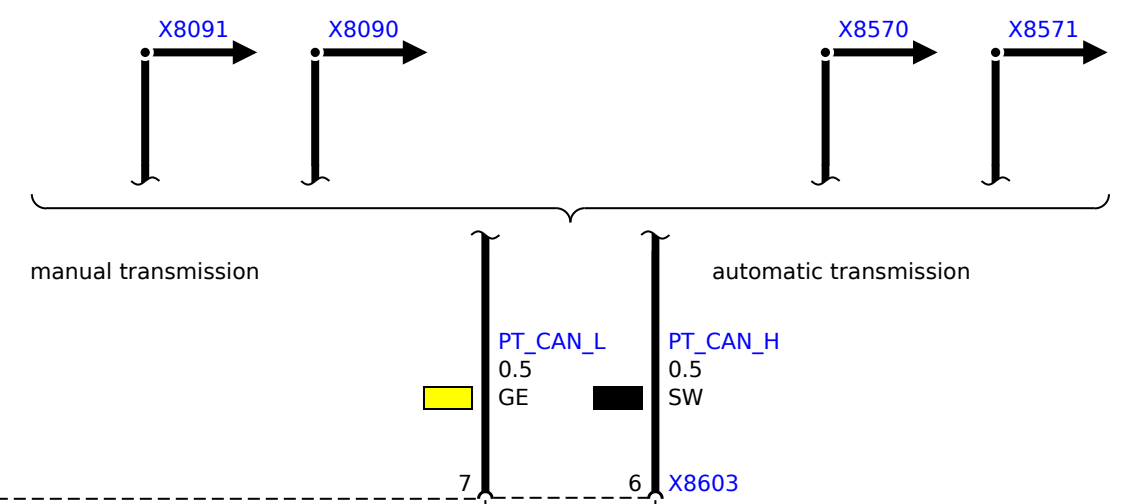 X8091
X8090
X8570
X8571
manual transmission
automatic transmission
PT_CAN_L
0.5
GE
PT_CAN_H
0.5
SW
7
6
X8603